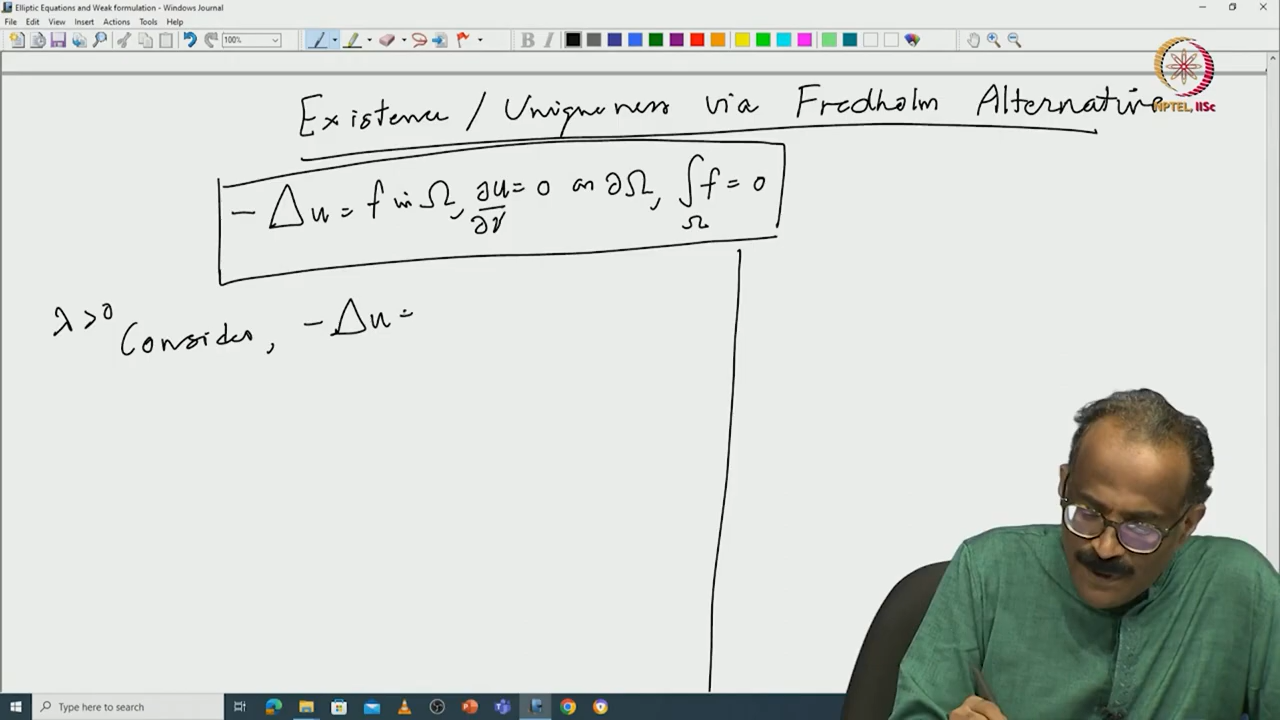 Elliptic Equations and Weak formulation - Windows Journal
File Edit View Insert Actions Tools Help
100%
NPTEL, IISc
Existence / Uniqueness via Fredholm Alternative
- Δu = f in Ω, ∂u/∂ν = 0 on ∂Ω, ∫_Ω f = 0
λ > 0 Consider, - Δu =
Type here to search